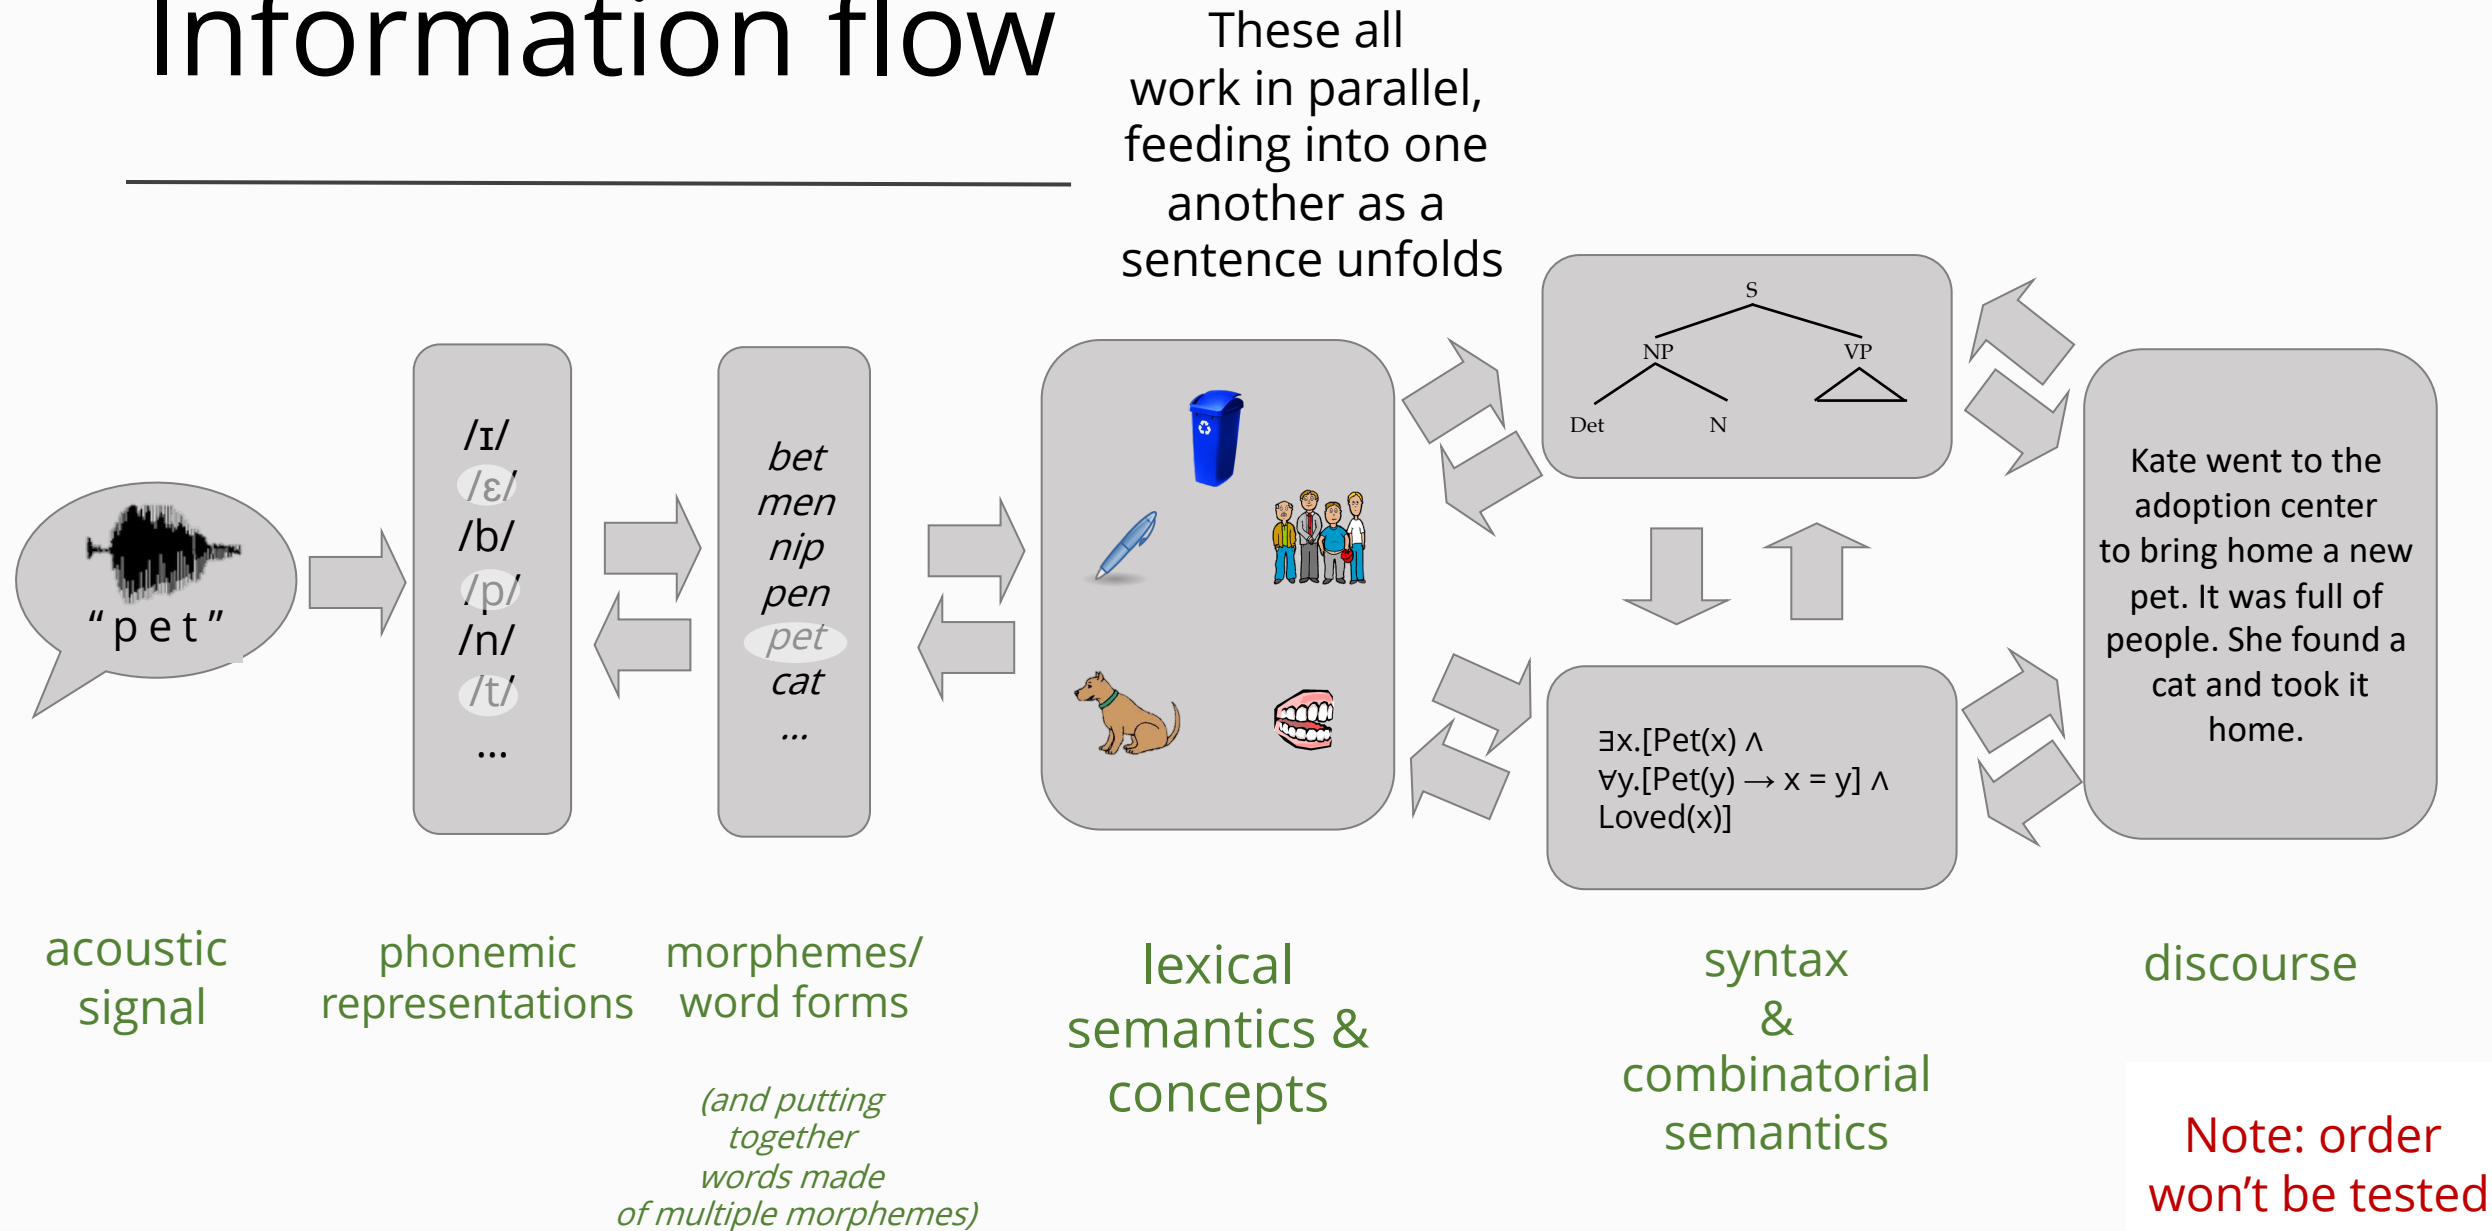 Information flow
These all
work in parallel,
feeding into one
another as a
sentence unfolds
“pet”
/ɪ/
/ɛ/
/b/
/p/
/n/
/t/
...
bet
men
nip
pen
pet
cat
...
S
NP VP
Det N
∃x.[Pet(x) ∧
∀y.[Pet(y) → x = y] ∧
Loved(x)]
Kate went to the
adoption center
to bring home a new
pet. It was full of
people. She found a
cat and took it
home.
acoustic
signal
phonemic
representations
morphemes/
word forms
(and putting
together
words made
of multiple morphemes)
lexical
semantics &
concepts
syntax
&
combinatorial
semantics
discourse
Note: order
won’t be tested